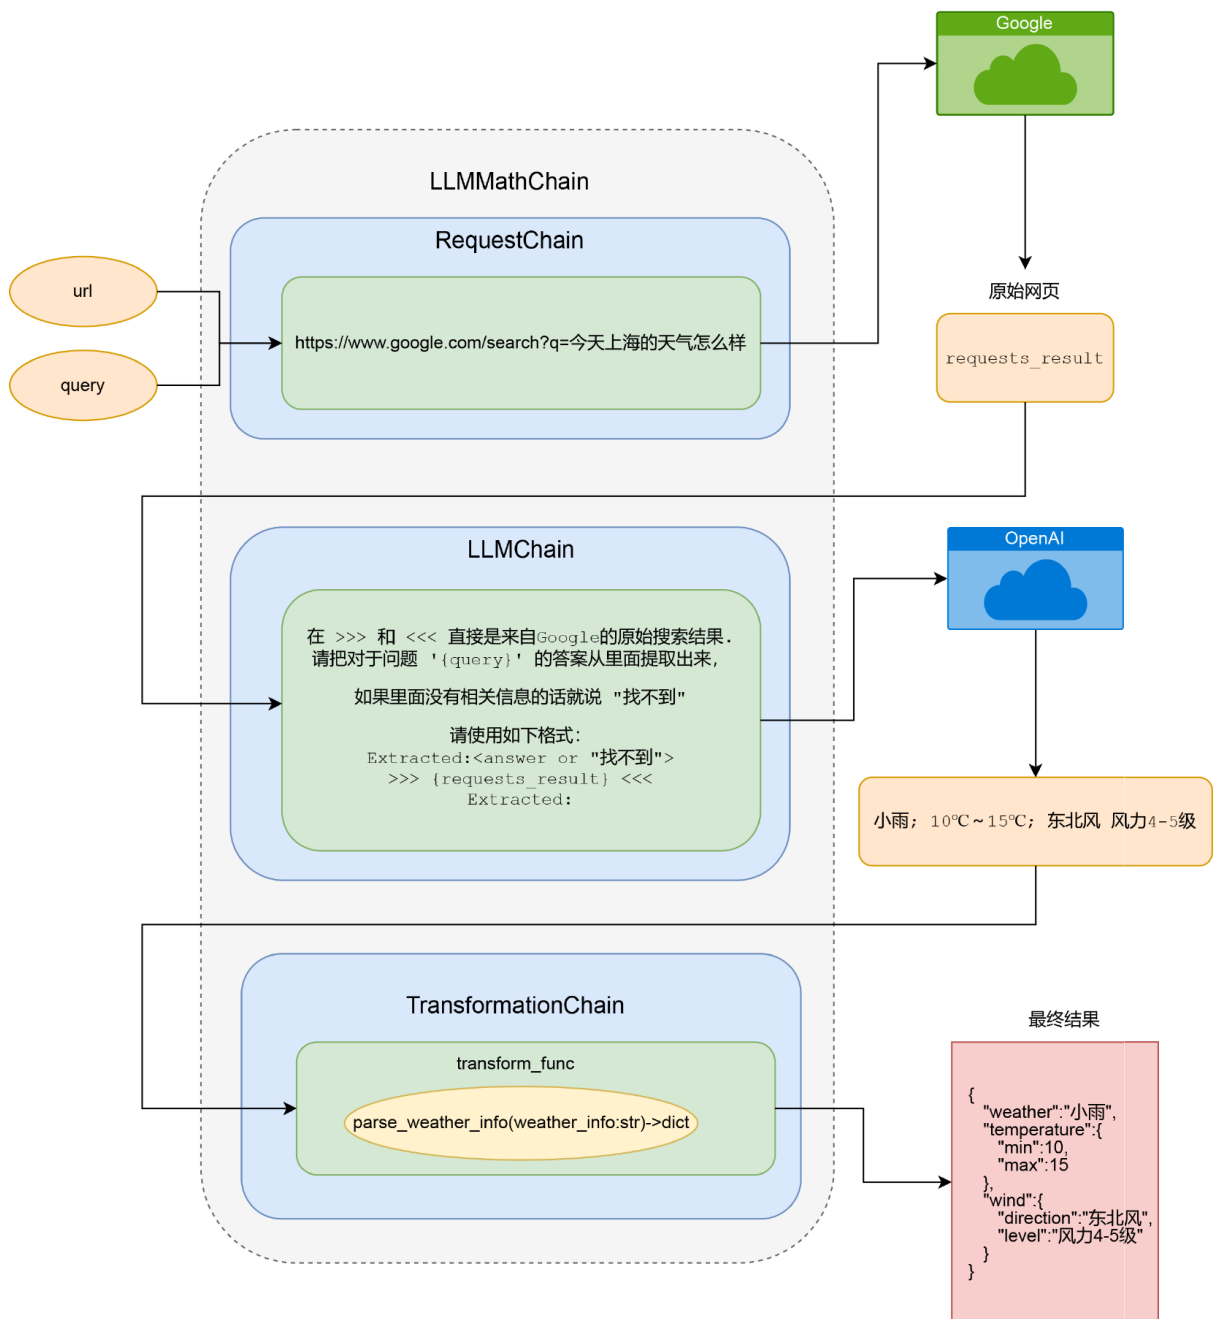 Google
LLMMathChain
RequestChain
url
query
https://www.google.com/search?q=今天上海的天气怎么样
原始网页
requests_result
LLMChain
在 >>> 和 <<< 直接是来自Google的原始搜索结果.
请把对于问题 '{query}' 的答案从里面提取出来,
如果里面没有相关信息的话就说 "找不到"
请使用如下格式:
Extracted:<answer or "找不到">
>>> {requests_result} <<<
Extracted:
OpenAI
小雨; 10℃~15℃; 东北风 风力4-5级
TransformationChain
transform_func
parse_weather_info(weather_info:str)->dict
最终结果
{
"weather":"小雨",
"temperature":{
"min":10,
"max":15
},
"wind":{
"direction":"东北风",
"level":"风力4-5级"
}
}